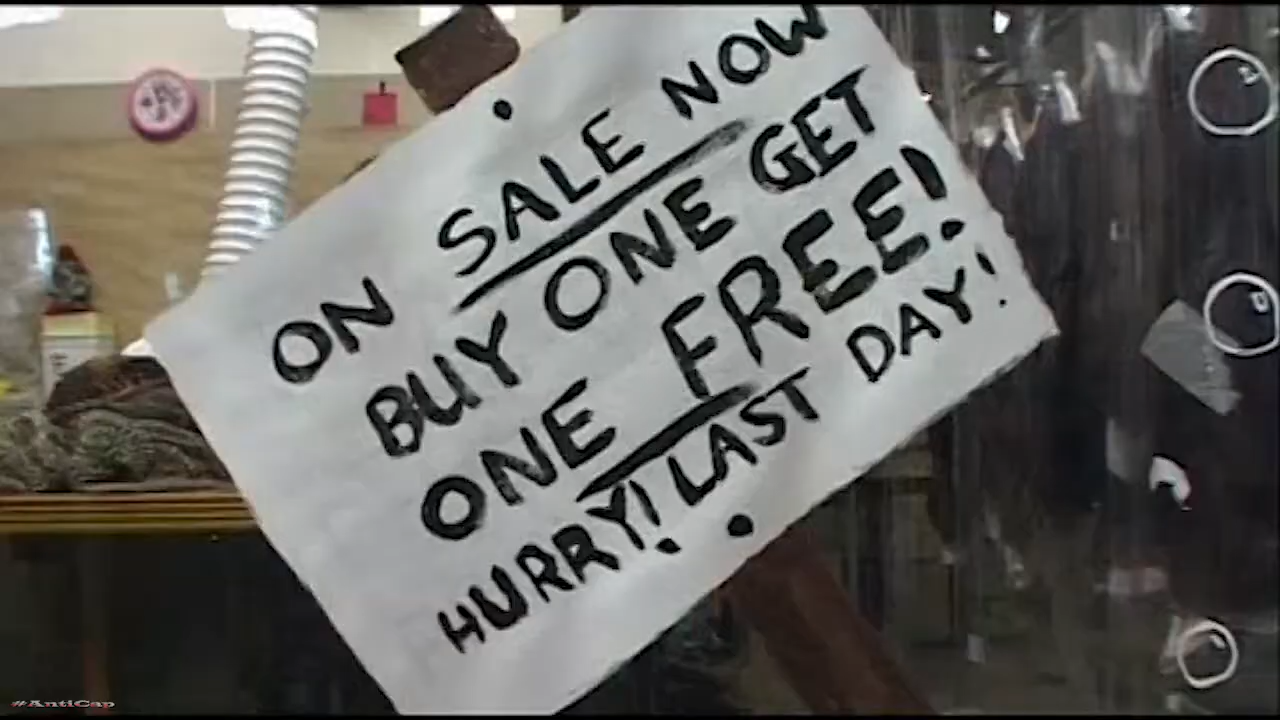 ON SALE NOW
BUY ONE GET
ONE FREE!
HURRY! LAST DAY!
#AntiCap